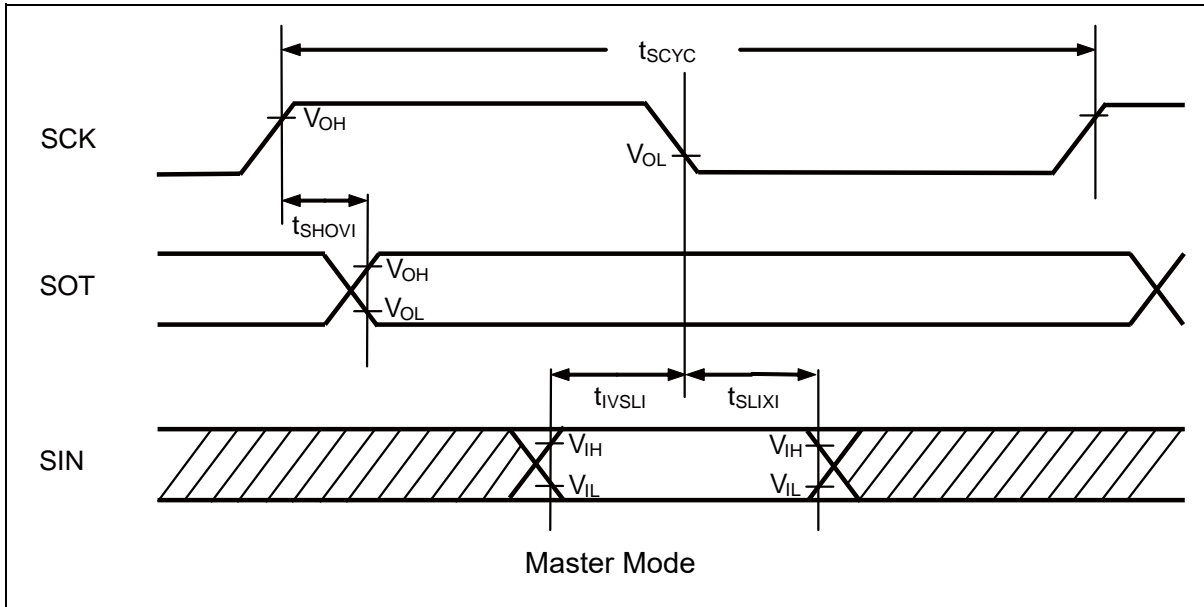 tSCYC
SCK
VOH
VOL
tSHOVI
SOT
VOH
VOL
tIVSLI
tSLIXI
SIN
VIH
VIH
VIL
VIL
Master Mode